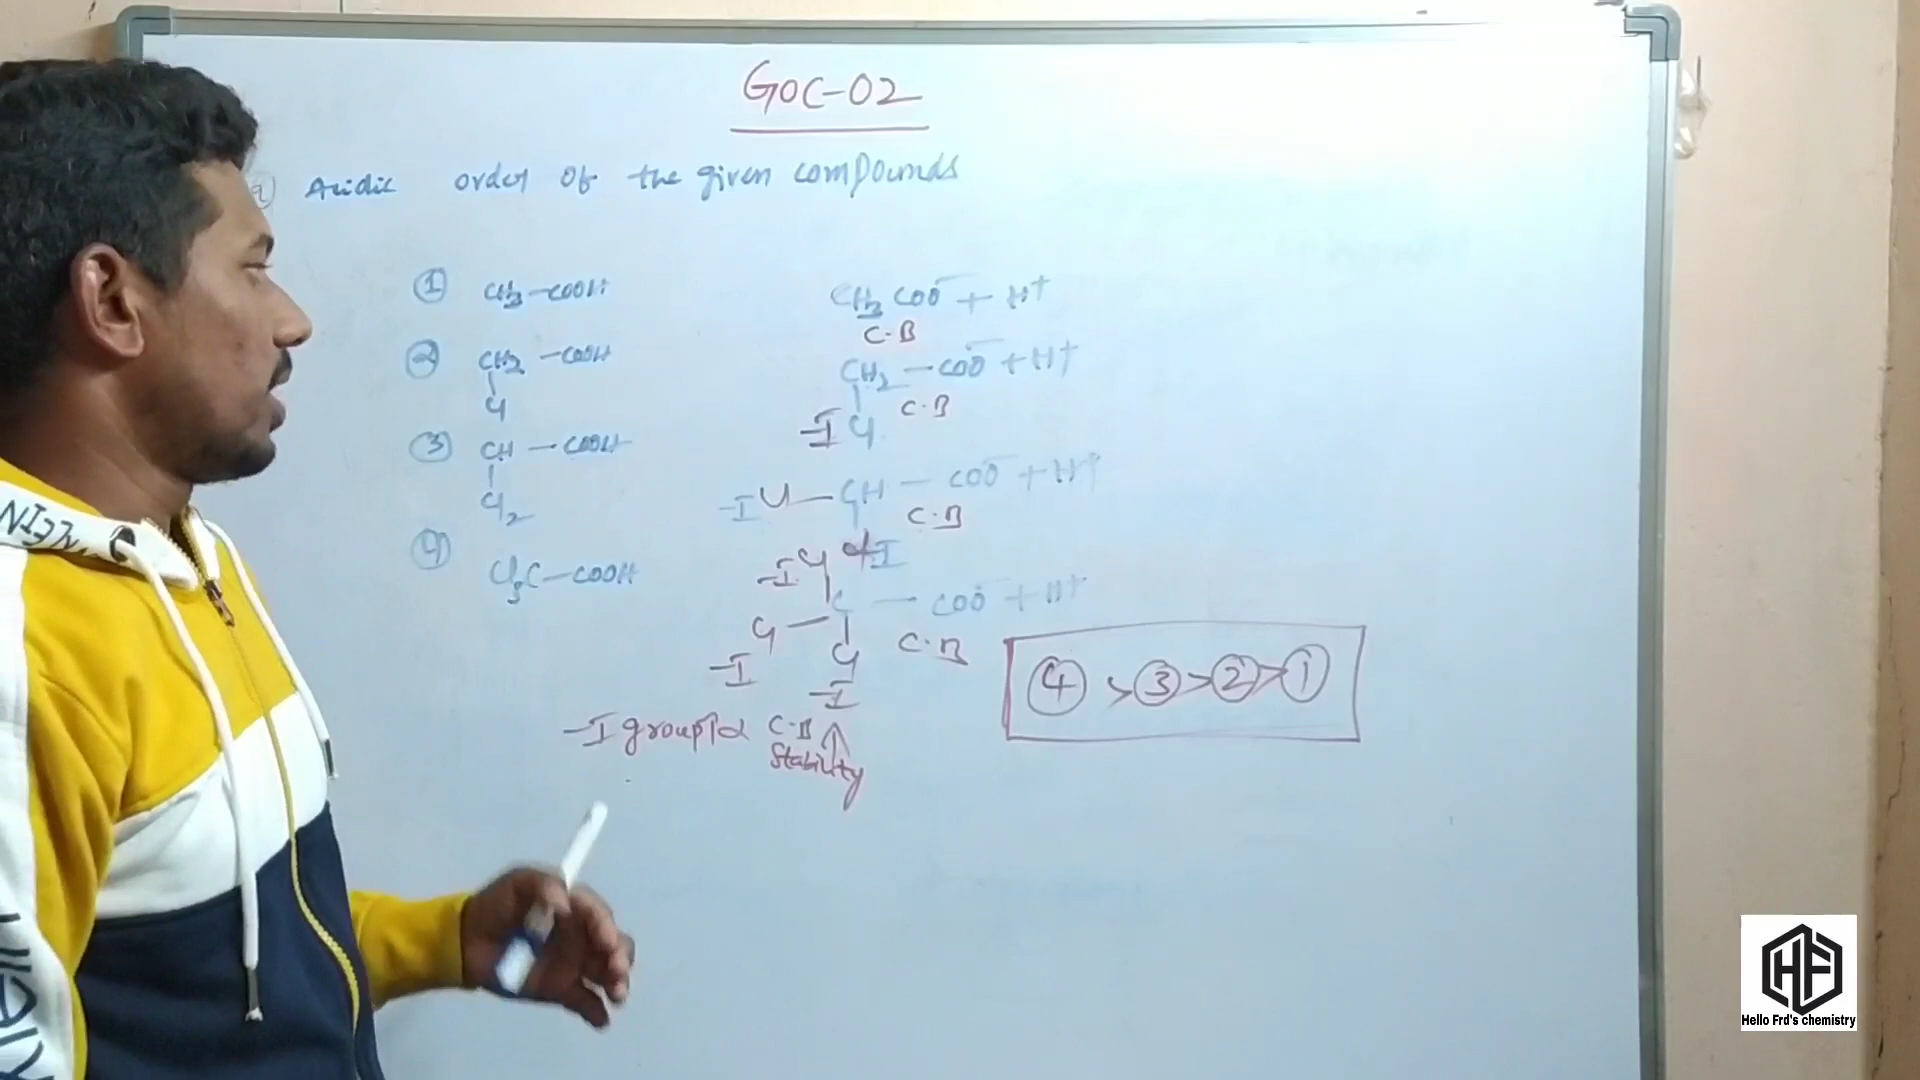 GOC-02
Acidic order of the given compounds
① CH3-COOH
② CH2-COOH
Cl
③ CH-COOH
Cl2
④ Cl3C-COOH
CH3COO⁻ + H⁺
C-B
CH2-COO⁻ + H⁺
C-B
-I Cl
-I Cl-CH-COO⁻ + H⁺
C-B
Cl-I
-I Cl
C-COO⁻ + H⁺
Cl
C-B
-I
Cl
-I
-I group↑ α C-B
Stability ↑
④ > ③ > ② > ①
HF
Hello Frd's chemistry